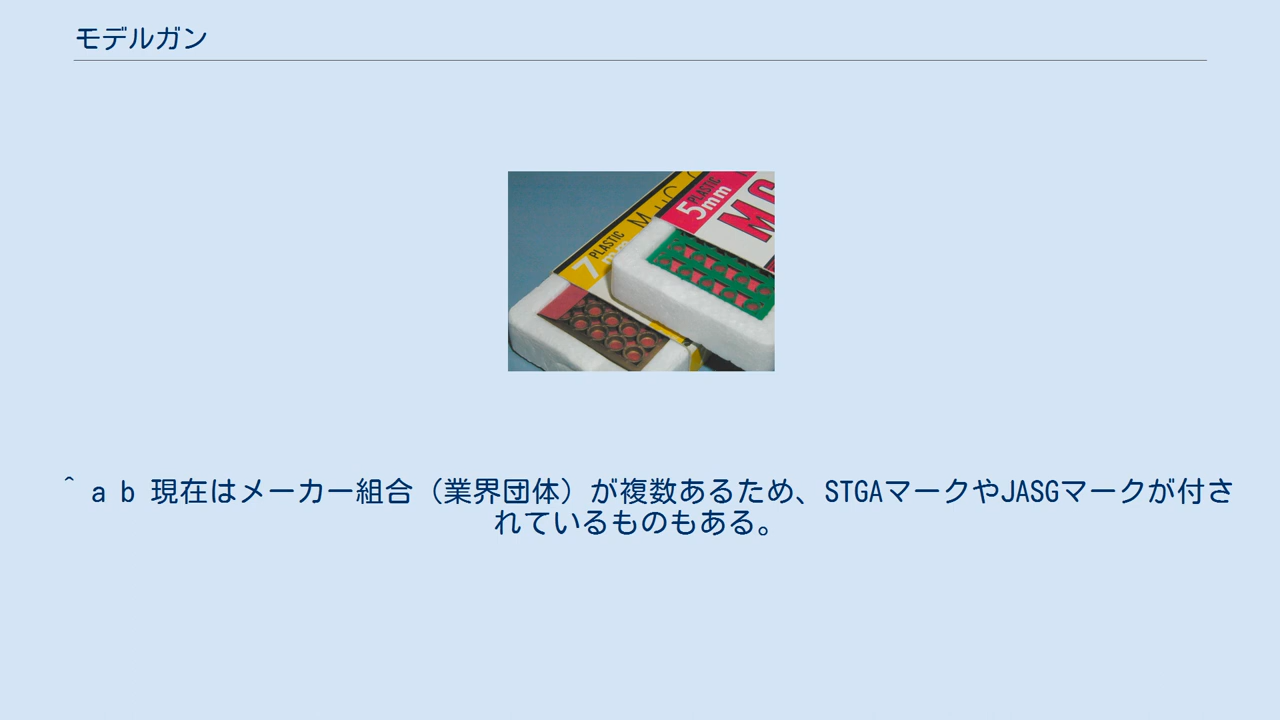 モデルガン
5mm PLASTIC
7 PLASTIC
^ a b 現在はメーカー組合（業界団体）が複数あるため、STGAマークやJASGマークが付さ
れているものもある。